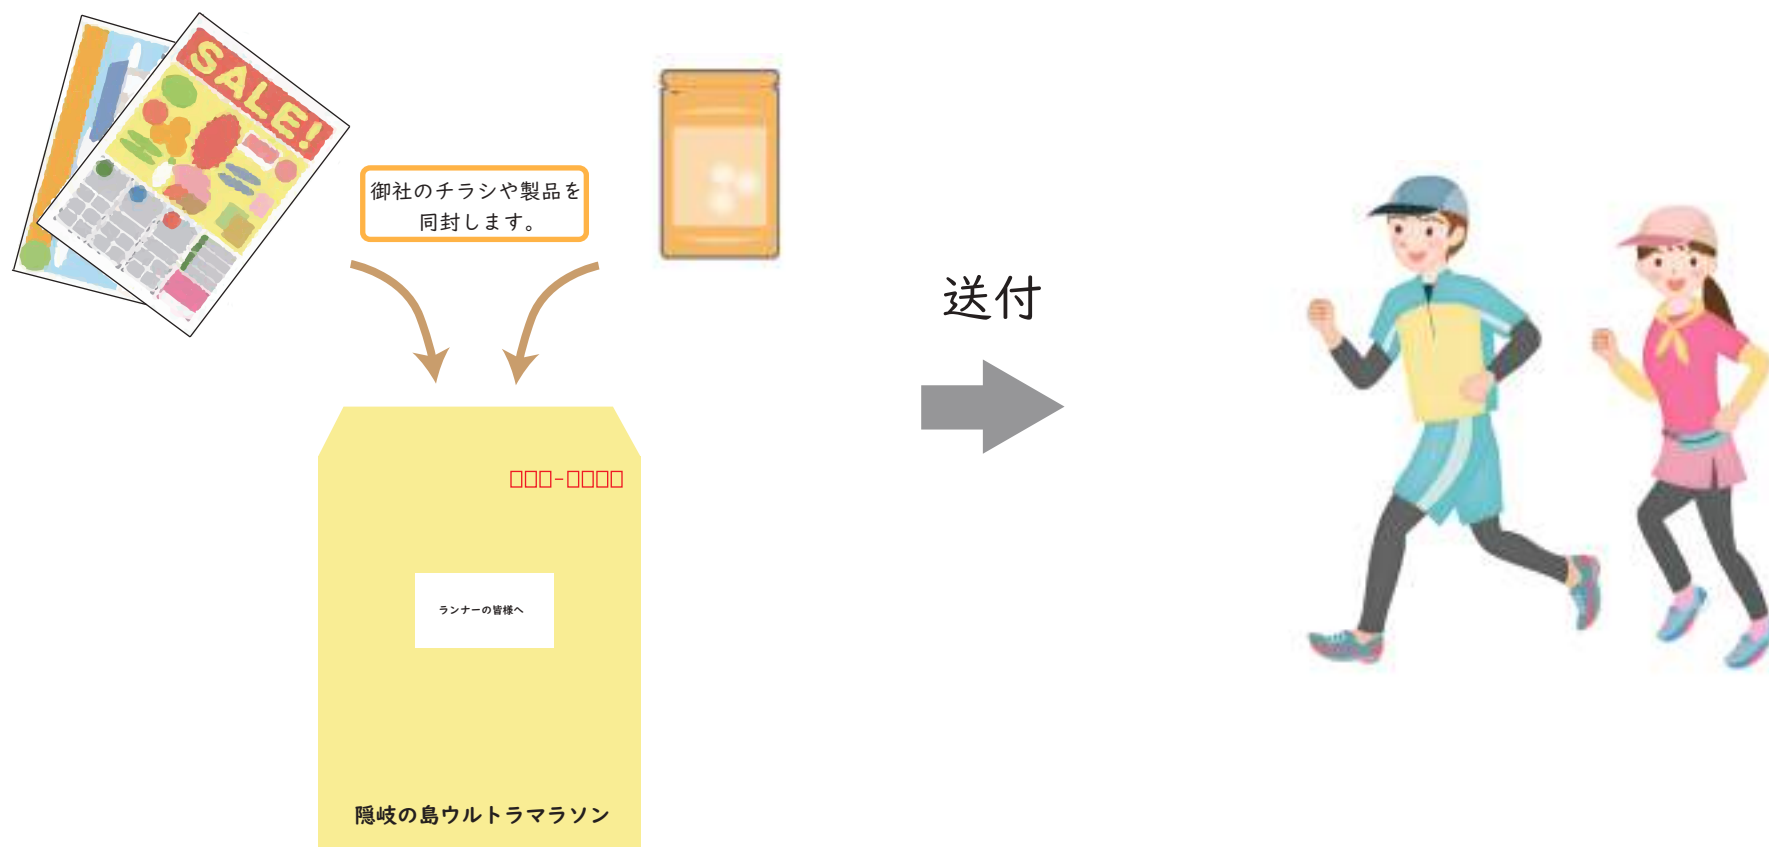 SALE!
御社のチラシや製品を
同封します。
送付
□□□-□□□□
ランナーの皆様へ
隠岐の島ウルトラマラソン